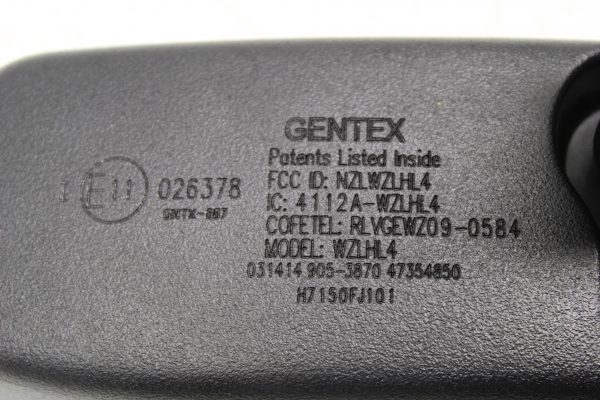 GENTEX
Patents Listed Inside
FCC ID: NZLWZLHL4
IC: 4112A-WZLHL4
COFETEL: RLVGEWZ09-0584
MODEL: WZLHL4
031414 905-3870 47354850
H7150FJ101
I E11 026378
GNTX-887